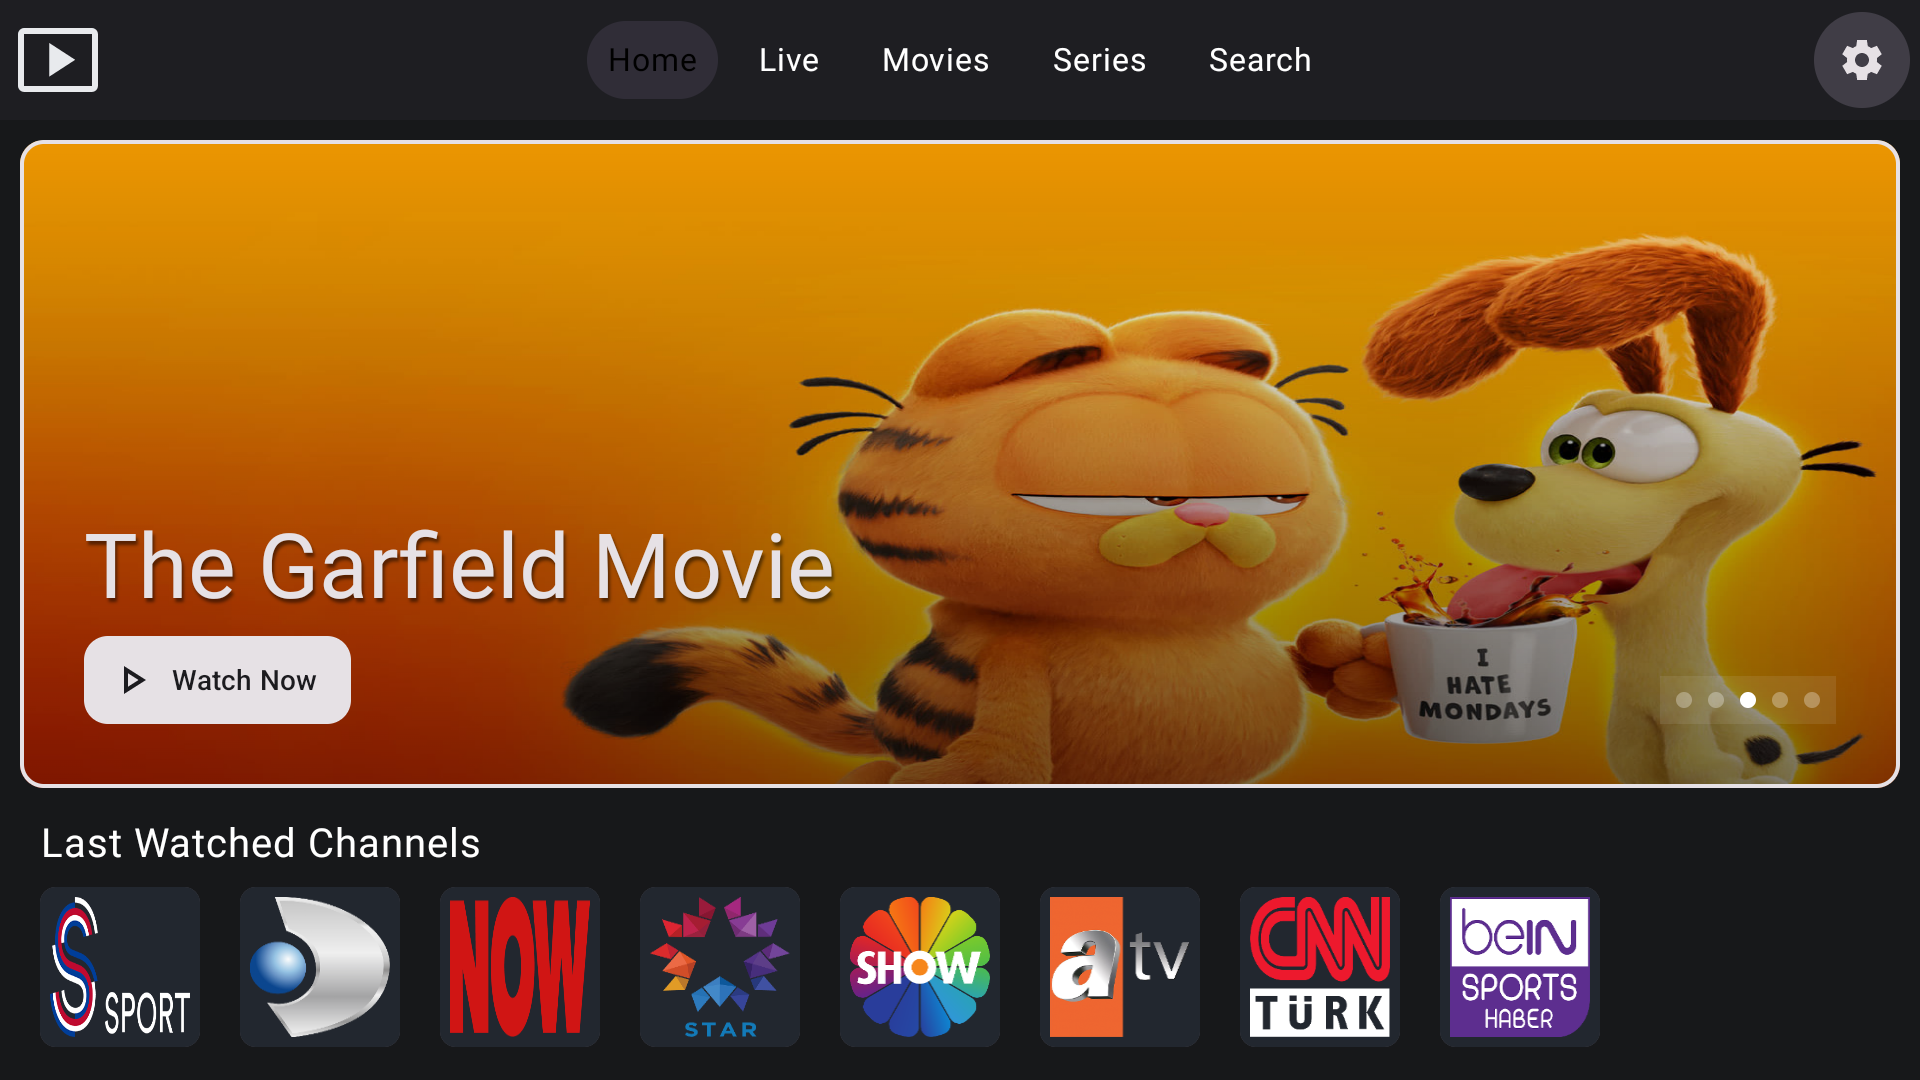 Home
Live
Movies
Series
Search
The Garfield Movie
I
HATE
MONDAYS
Watch Now
Last Watched Channels
S SPORT
NOW
STAR
SHOW
atv
CNN
TÜRK
beIN
SPORTS
HABER